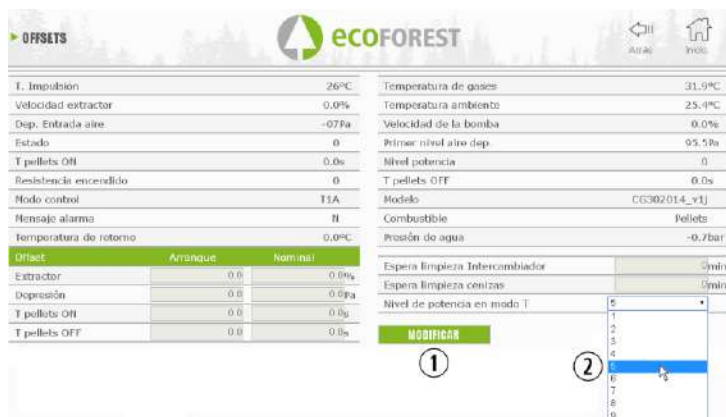 OFFSETS
ecoFOREST
Atrás
Inicio
T. Impulsión 26ºC
Velocidad extractor 0.0%
Dep. Entrada aire -07Pa
Estado 0
T pellets ON 0.0s
Resistencia encendido 0
Modo control T1A
Mensaje alarma N
Temperatura de retorno 0.0ºC
Offset Arranque Nominal
Extractor 0.0 0.0%
Depresión 0.0 0.0Pa
T pellets ON 0.0 0.0s
T pellets OFF 0.0 0.0s
Temperatura de gases 31.9ºC
Temperatura ambiente 25.4ºC
Velocidad de la bomba 0.0%
Primer nivel aire dep. 95.5Pa
Nivel potencia 0
T pellets OFF 0.0s
Modelo CG302014_v1j
Combustible Pellets
Presión de agua -0.7bar
Espera limpieza Intercambiador 0min
Espera limpieza cenizas 0min
Nivel de potencia en modo T 5
1
2
3
4
5
6
7
8
9
MODIFICAR
1
2